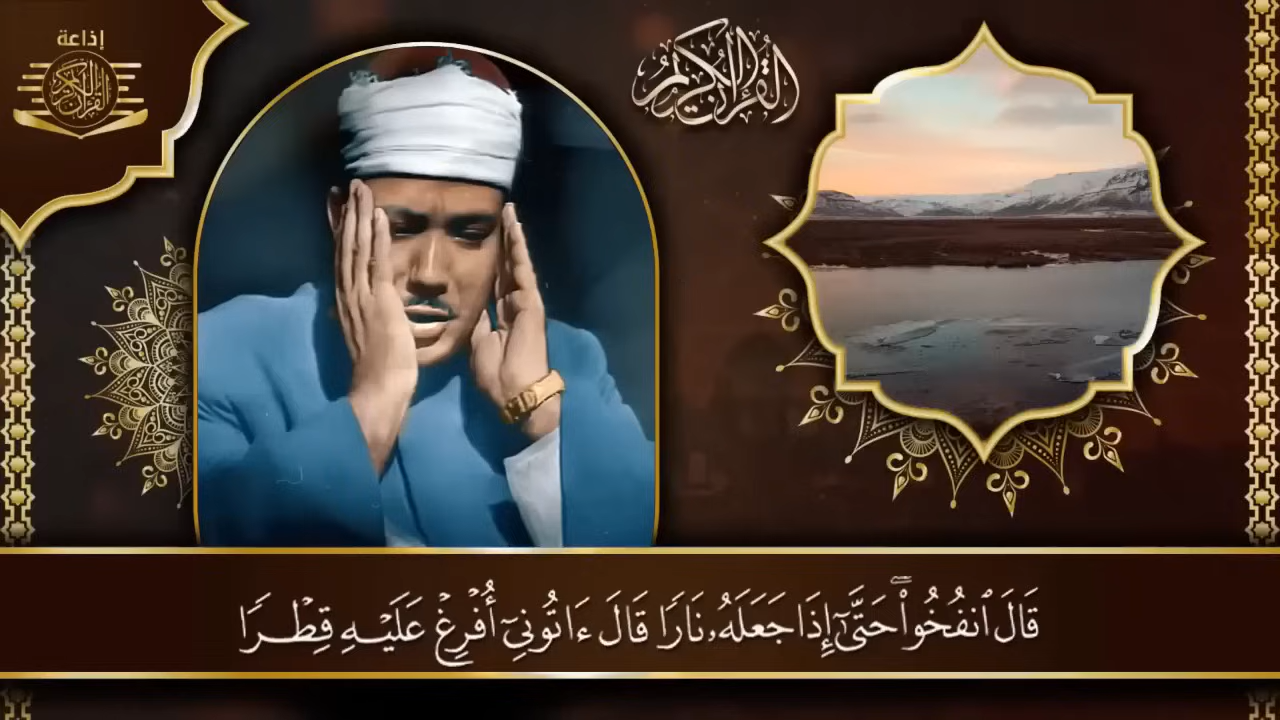 إذاعة
القرآن الكريم
القرآن الكريم
قَالَ ٱنفُخُوا۟ ۖ حَتَّىٰٓ إِذَا جَعَلَهُۥ نَارًا قَالَ ءَاتُونِىٓ أُفْرِغْ عَلَيْهِ قِطْرًا